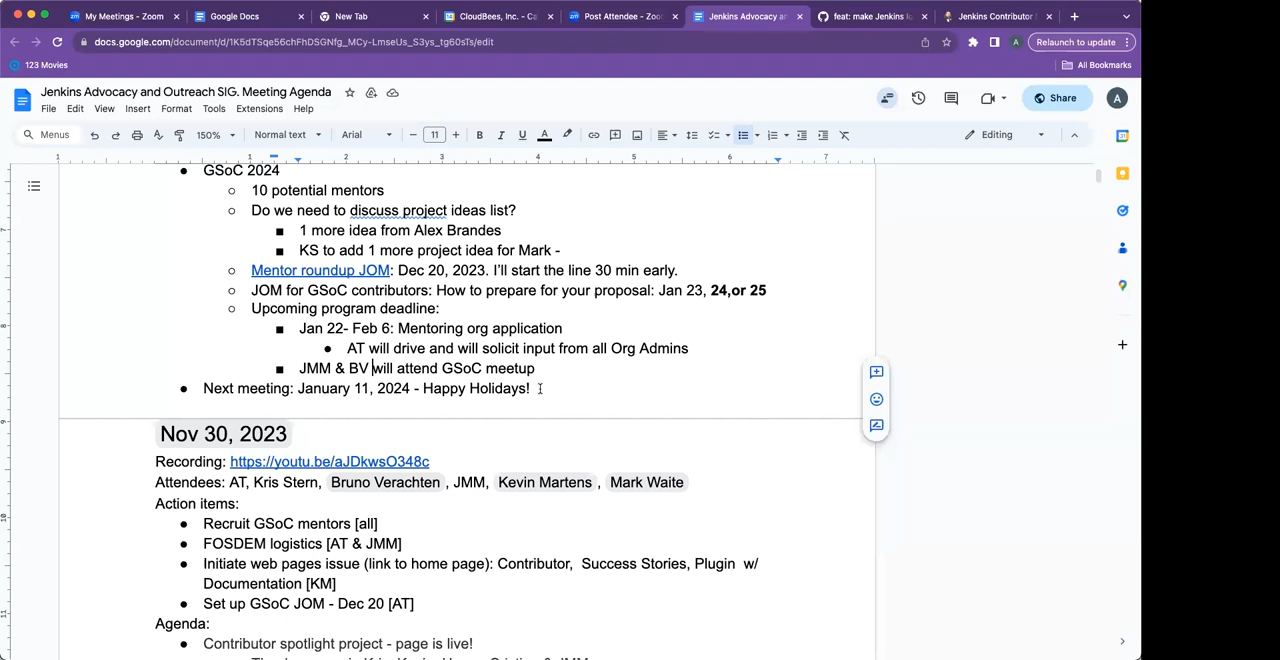 My Meetings - Zoom
Google Docs
New Tab
CloudBees, Inc. - Ca
Post Attendee - Zoo
Jenkins Advocacy a
feat: make Jenkins l
Jenkins Contributor
docs.google.com/document/d/1K5dTSqe56chFhDSGNfg_MCy-LmseUs_S3ys_tg60sTs/edit
A
Relaunch to update
123 Movies
All Bookmarks
Jenkins Advocacy and Outreach SIG. Meeting Agenda
File Edit View Insert Format Tools Extensions Help
Share
A
Menus
150%
Normal text
Arial
11
B I U A
Editing
1 1 2 3 4 5 6 7
GSoC 2024
10 potential mentors
Do we need to discuss project ideas list?
1 more idea from Alex Brandes
KS to add 1 more project idea for Mark -
Mentor roundup JOM: Dec 20, 2023. I'll start the line 30 min early.
JOM for GSoC contributors: How to prepare for your proposal: Jan 23, 24,or 25
Upcoming program deadline:
Jan 22- Feb 6: Mentoring org application
AT will drive and will solicit input from all Org Admins
JMM & BV will attend GSoC meetup
Next meeting: January 11, 2024 - Happy Holidays!
Nov 30, 2023
Recording: https://youtu.be/aJDkwsO348c
Attendees: AT, Kris Stern, Bruno Verachten , JMM, Kevin Martens , Mark Waite
Action items:
Recruit GSoC mentors [all]
FOSDEM logistics [AT & JMM]
Initiate web pages issue (link to home page): Contributor, Success Stories, Plugin w/
Documentation [KM]
Set up GSoC JOM - Dec 20 [AT]
Agenda:
Contributor spotlight project - page is live!